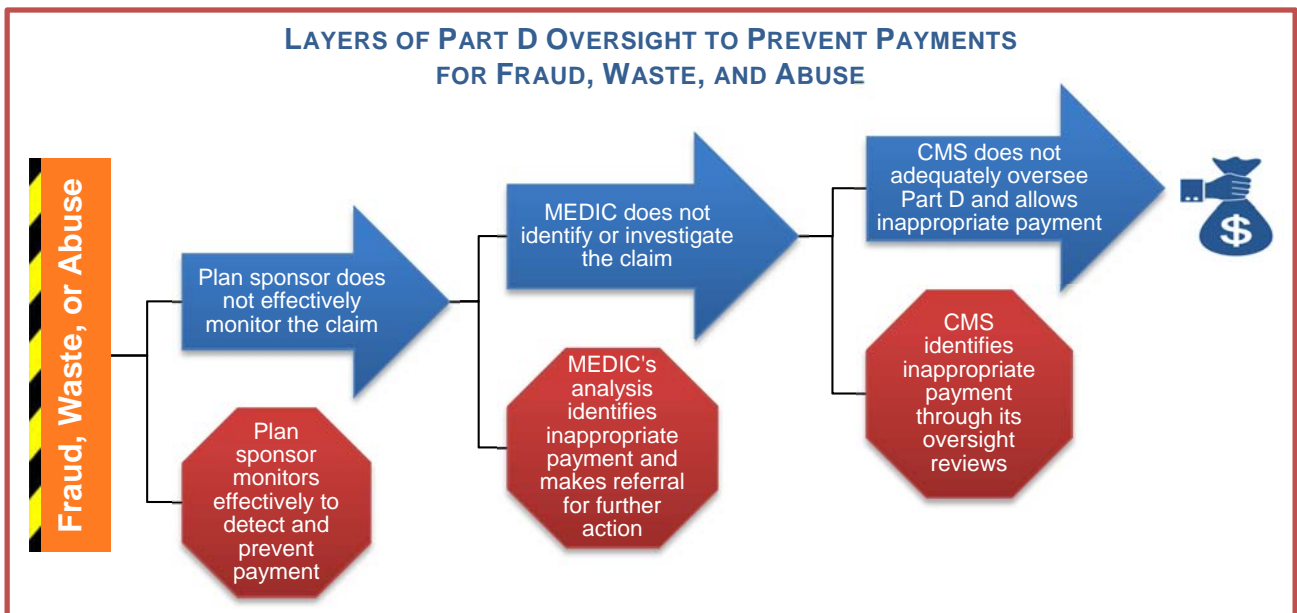 LAYERS OF PART D OVERSIGHT TO PREVENT PAYMENTS
FOR FRAUD, WASTE, AND ABUSE
Fraud, Waste, or Abuse
Plan sponsor does
not effectively
monitor the claim
Plan
sponsor
monitors
effectively to
detect and
prevent
payment
MEDIC does not
identify or investigate
the claim
MEDIC's
analysis
identifies
inappropriate
payment and
makes referral
for further
action
CMS does not
adequately oversee
Part D and allows
inappropriate payment
CMS
identifies
inappropriate
payment
through its
oversight
reviews
$